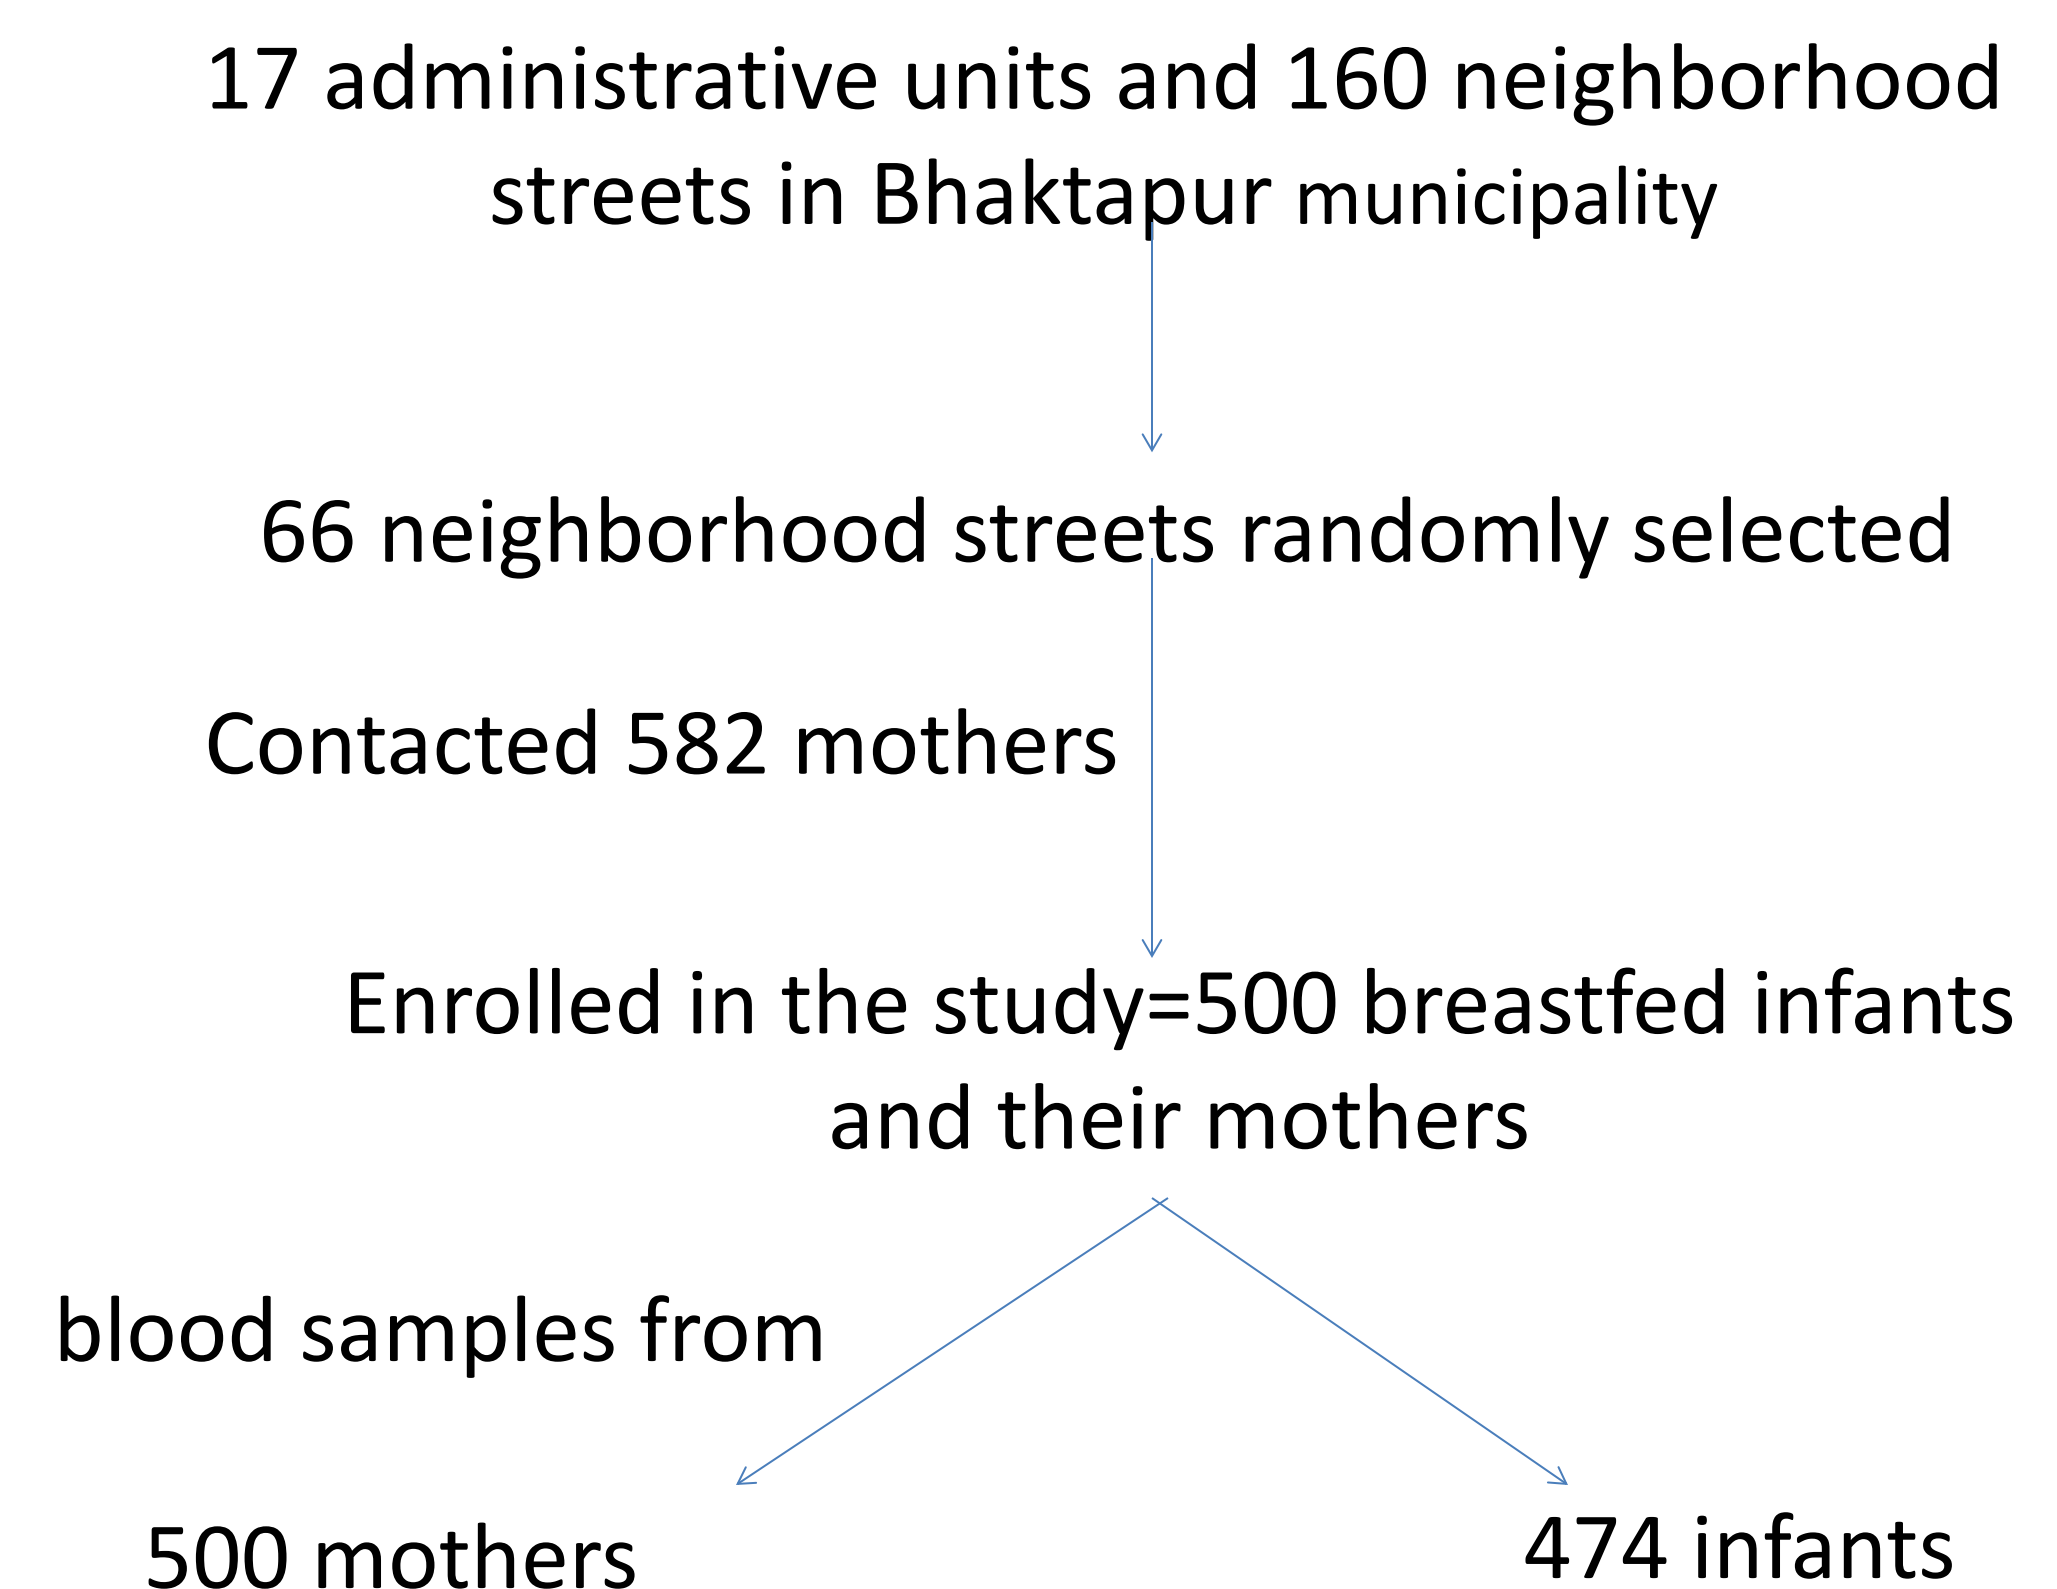 17 administrative units and 160 neighborhood
streets in Bhaktapur municipality
66 neighborhood streets randomly selected
Contacted 582 mothers
Enrolled in the study=500 breastfed infants
and their mothers
blood samples from
500 mothers
474 infants